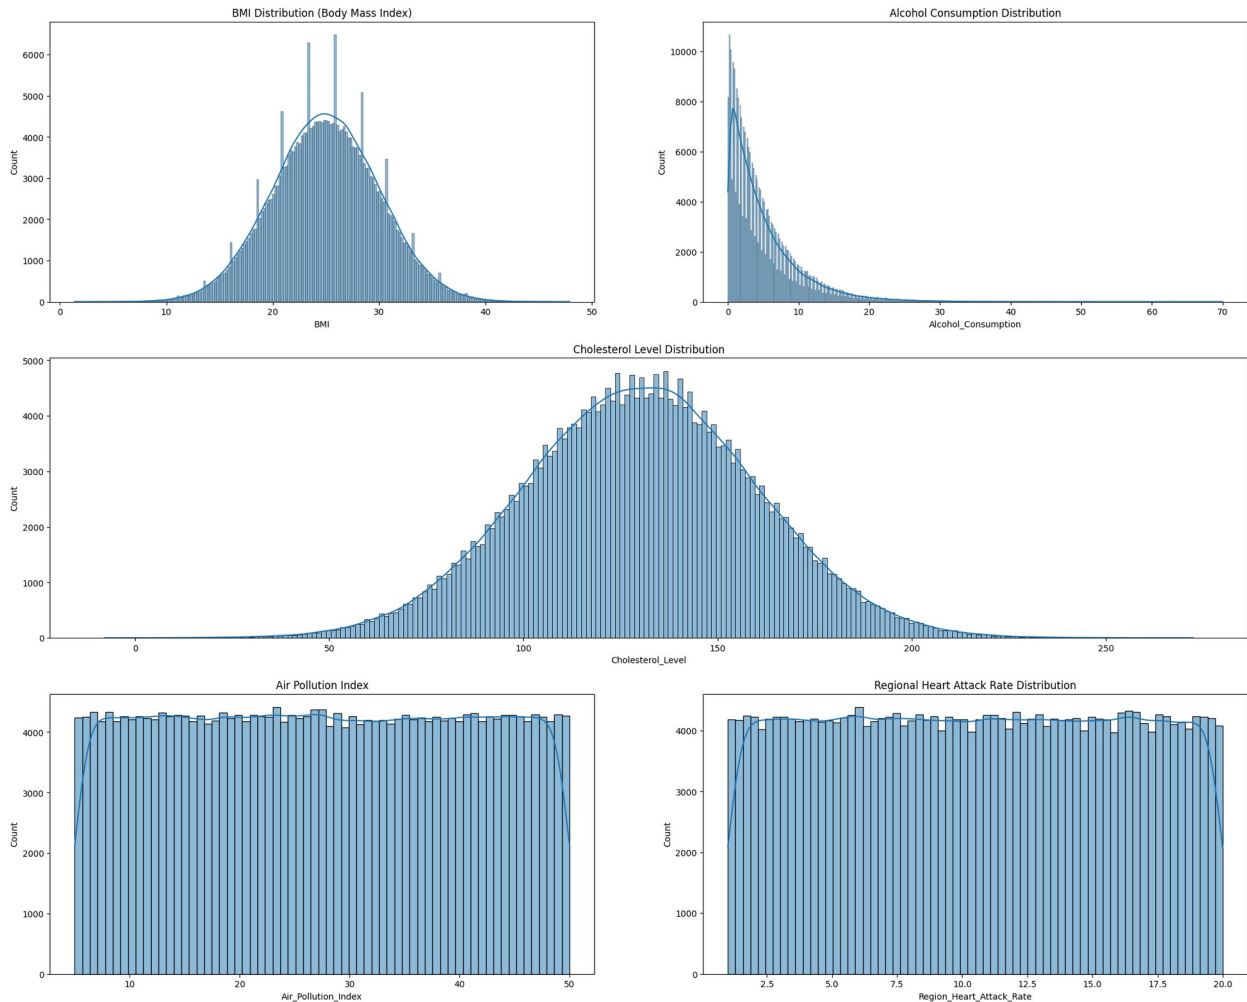 BMI Distribution (Body Mass Index)
Count
6000
5000
4000
3000
2000
1000
0
0 10 20 30 40 50
BMI
Alcohol Consumption Distribution
Count
10000
8000
6000
4000
2000
0
0 10 20 30 40 50 60 70
Alcohol_Consumption
Cholesterol Level Distribution
Count
5000
4000
3000
2000
1000
0
0 50 100 150 200 250
Cholesterol_Level
Air Pollution Index
Count
4000
3000
2000
1000
0
10 20 30 40 50
Air_Pollution_Index
Regional Heart Attack Rate Distribution
Count
4000
3000
2000
1000
0
2.5 5.0 7.5 10.0 12.5 15.0 17.5 20.0
Region_Heart_Attack_Rate